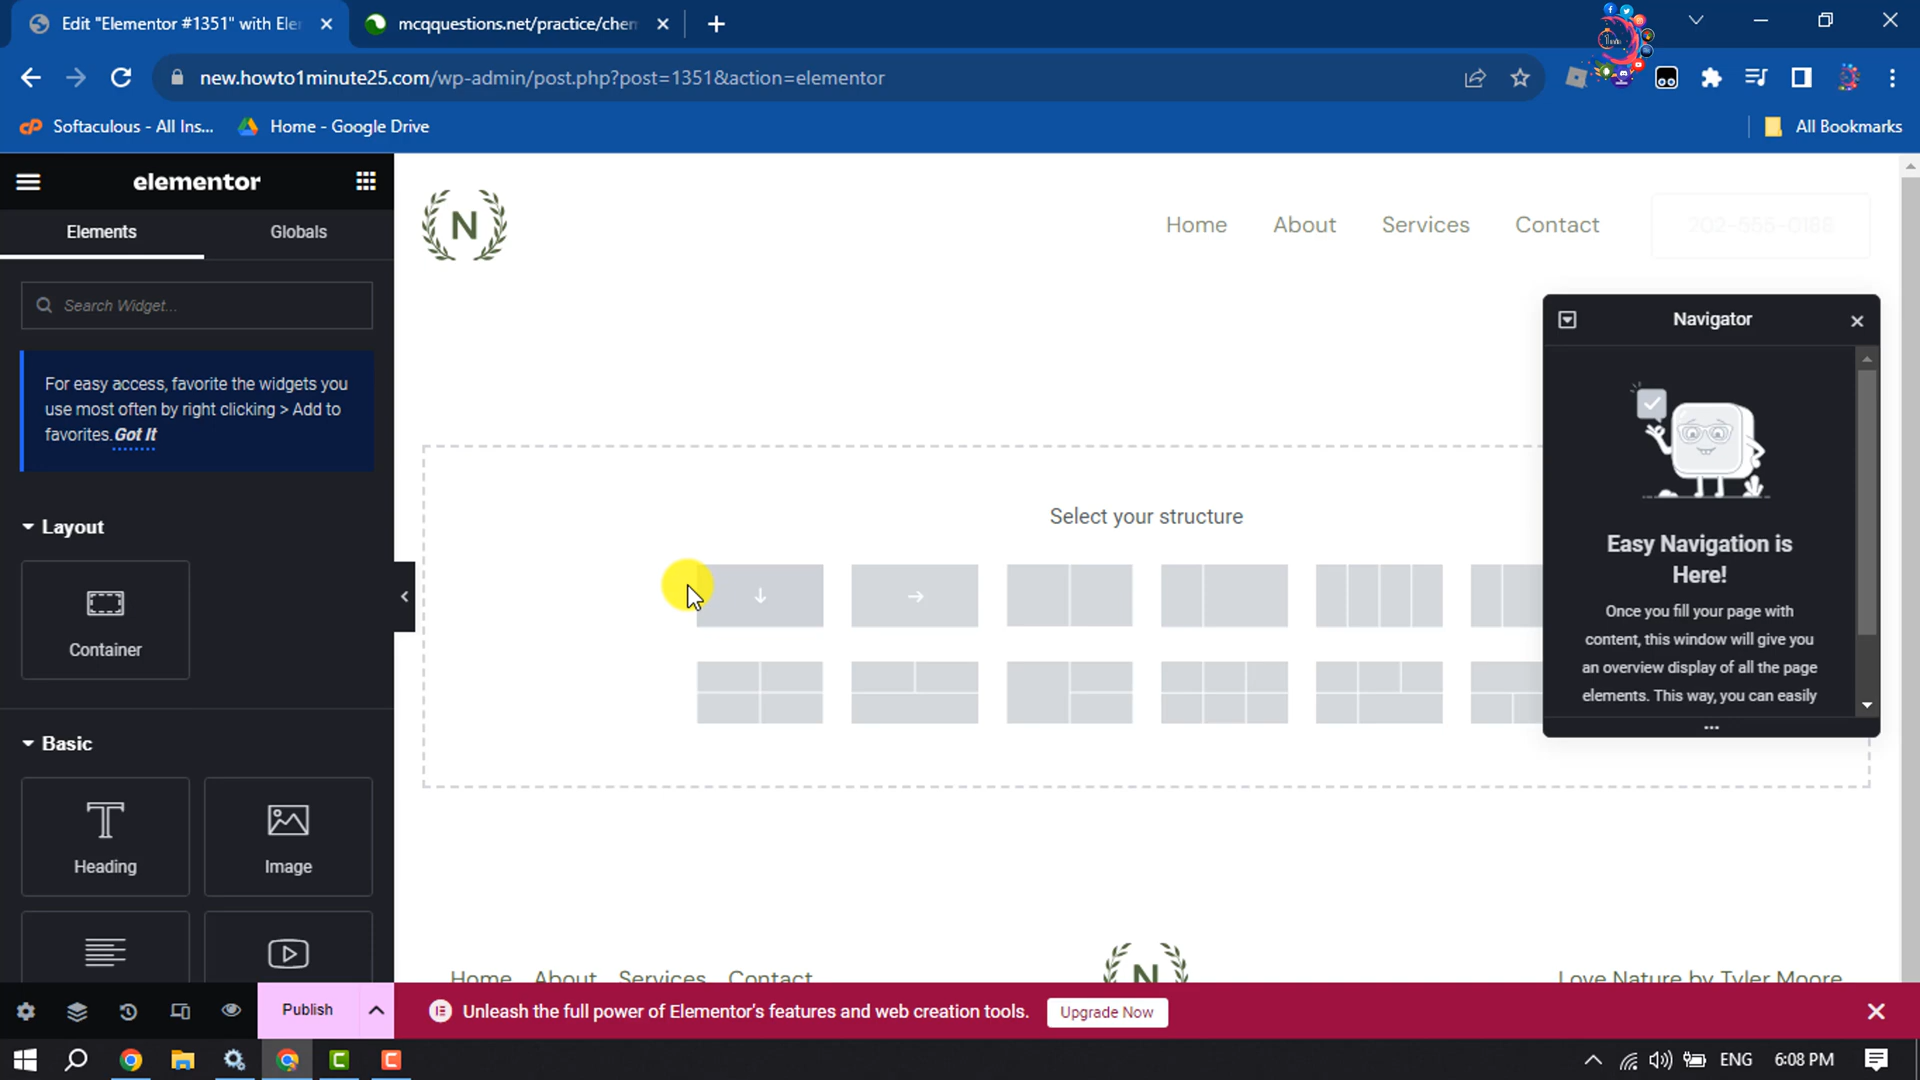 Edit "Elementor #1351" with Ele
mcqquestions.net/practice/chem
new.howto1minute25.com/wp-admin/post.php?post=1351&action=elementor
Softaculous - All Ins...
Home - Google Drive
All Bookmarks
elementor
Elements
Globals
Search Widget...
For easy access, favorite the widgets you
use most often by right clicking > Add to
favorites. Got It
Layout
Container
Basic
Heading
Image
Publish
N
Home
About
Services
Contact
202-555-0188
Select your structure
Navigator
Easy Navigation is
Here!
Once you fill your page with
content, this window will give you
an overview display of all the page
elements. This way, you can easily
Home
About
Services
Contact
N
Love Nature by Tyler Moore
Unleash the full power of Elementor's features and web creation tools.
Upgrade Now
ENG
6:08 PM